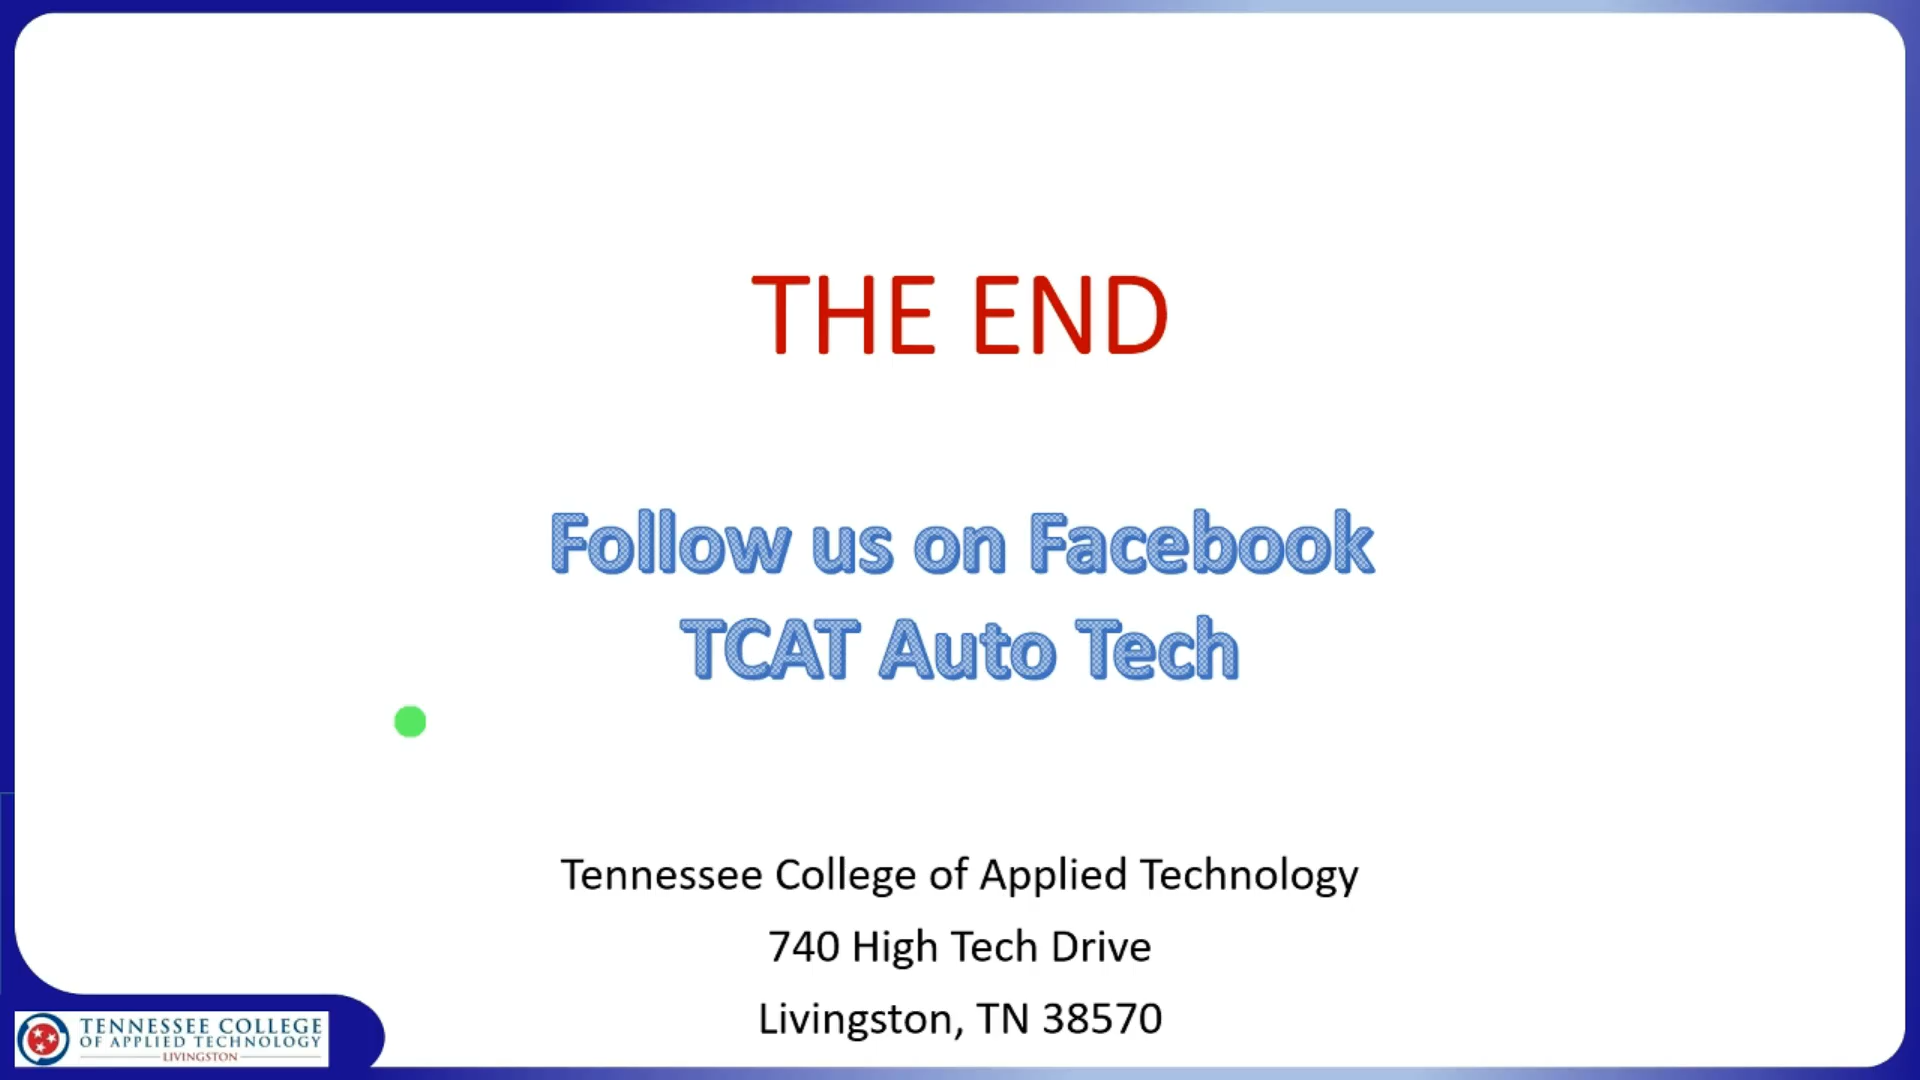 THE END
Follow us on Facebook
TCAT Auto Tech
Tennessee College of Applied Technology
740 High Tech Drive
Livingston, TN 38570
TENNESSEE COLLEGE
OF APPLIED TECHNOLOGY
LIVINGSTON